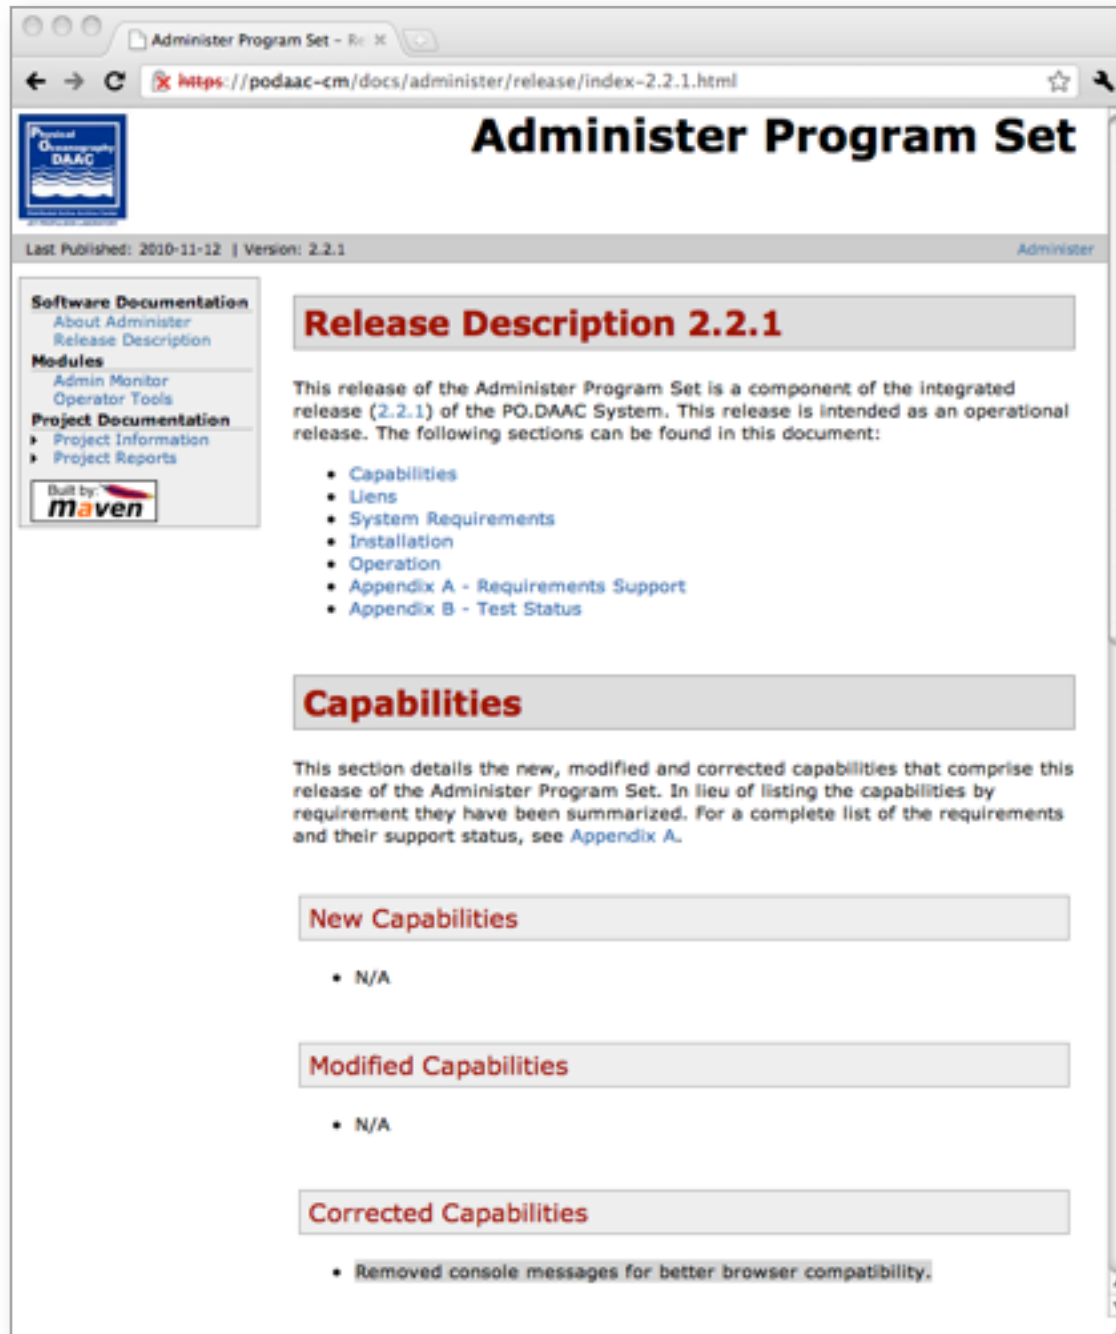 Administer Program Set - Re
https://podaac-cm/docs/administer/release/index-2.2.1.html
Physical
Oceanography
DAAC
Administer Program Set
Last Published: 2010-11-12 | Version: 2.2.1
Administer
Software Documentation
About Administer
Release Description
Modules
Admin Monitor
Operator Tools
Project Documentation
Project Information
Project Reports
Built by:
maven
Release Description 2.2.1
This release of the Administer Program Set is a component of the integrated
release (2.2.1) of the PO.DAAC System. This release is intended as an operational
release. The following sections can be found in this document:
• Capabilities
• Liens
• System Requirements
• Installation
• Operation
• Appendix A - Requirements Support
• Appendix B - Test Status
Capabilities
This section details the new, modified and corrected capabilities that comprise this
release of the Administer Program Set. In lieu of listing the capabilities by
requirement they have been summarized. For a complete list of the requirements
and their support status, see Appendix A.
New Capabilities
• N/A
Modified Capabilities
• N/A
Corrected Capabilities
• Removed console messages for better browser compatibility.